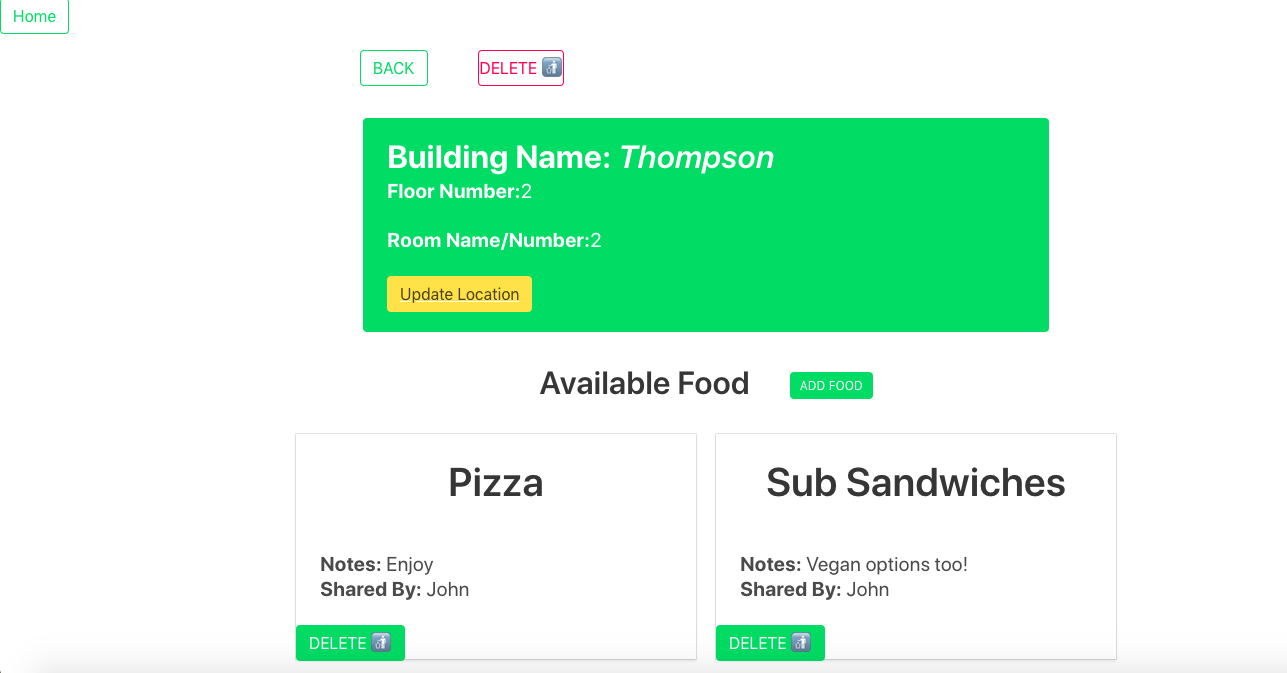 Home
BACK
DELETE 🚮
Building Name: Thompson
Floor Number:2
Room Name/Number:2
Update Location
Available Food
ADD FOOD
Pizza
Notes: Enjoy
Shared By: John
DELETE 🚮
Sub Sandwiches
Notes: Vegan options too!
Shared By: John
DELETE 🚮